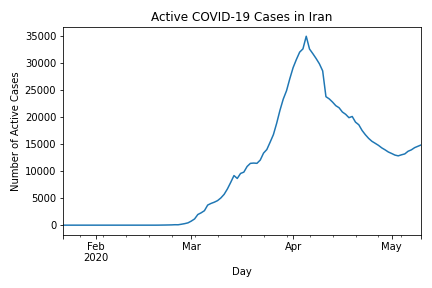 Active COVID-19 Cases in Iran
35000
30000
25000
20000
15000
10000
5000
0
Number of Active Cases
Feb
2020
Mar
Apr
May
Day